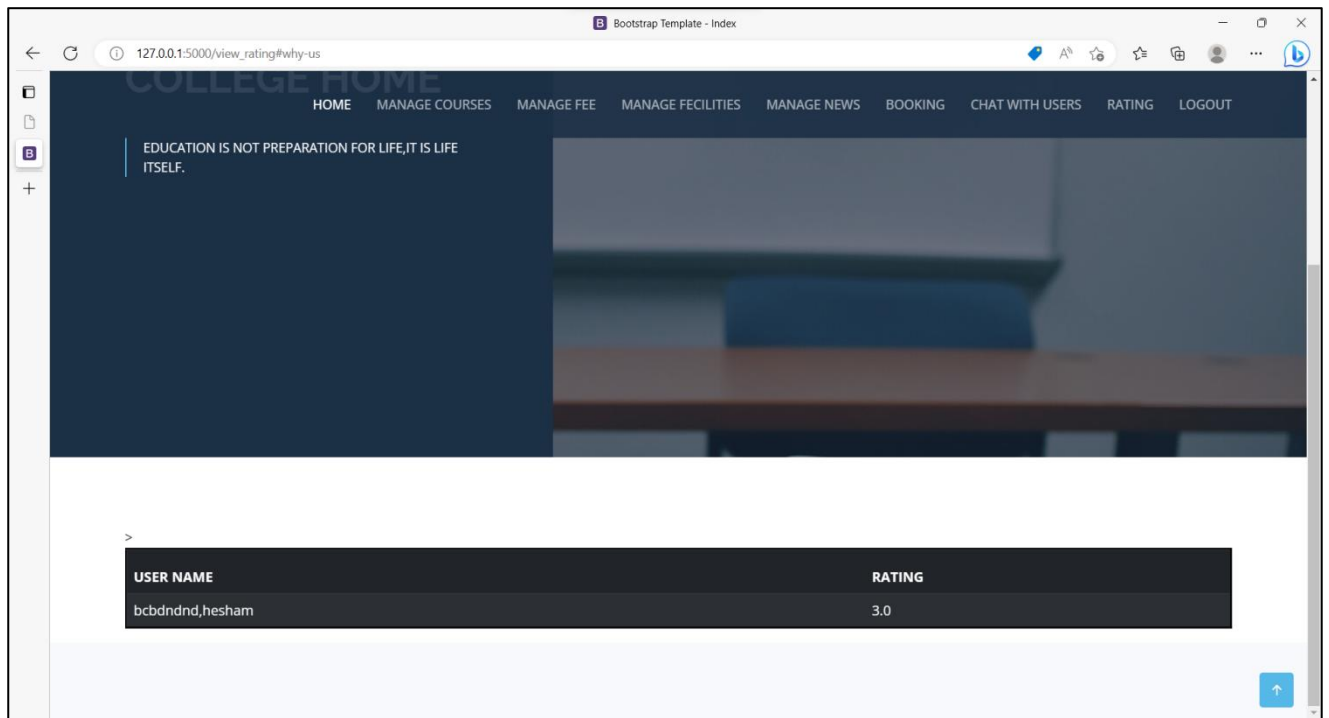 Bootstrap Template - Index
127.0.0.1:5000/view_rating#why-us
COLLEGE HOME
HOME MANAGE COURSES MANAGE FEE MANAGE FECILITIES MANAGE NEWS BOOKING CHAT WITH USERS RATING LOGOUT
EDUCATION IS NOT PREPARATION FOR LIFE,IT IS LIFE
ITSELF.
>
USER NAME RATING
bcbdndnd,hesham 3.0